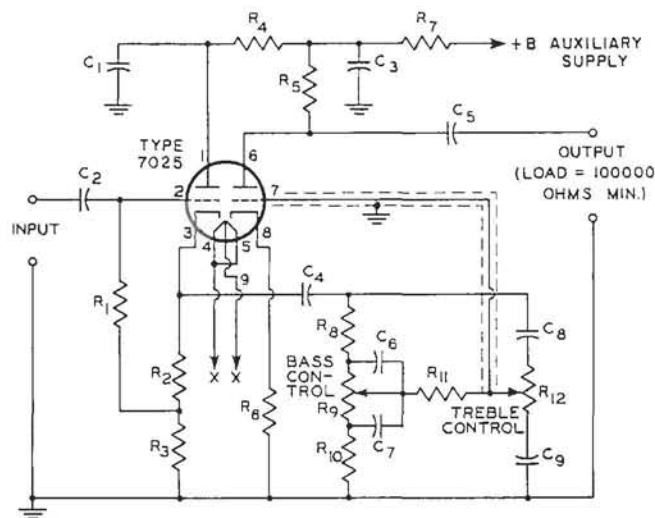 R4
R7
C1
C3
+B AUXILIARY
SUPPLY
R5
C5
TYPE
7025
1
6
OUTPUT
(LOAD = 100000
OHMS MIN.)
C2
2
7
INPUT
3
4
5
8
9
C4
R1
R8
C6
C8
BASS
CON-
TROL
R11
R2
X
X
R6
R9
R12
TREBLE
CONTROL
C7
R3
R10
C9